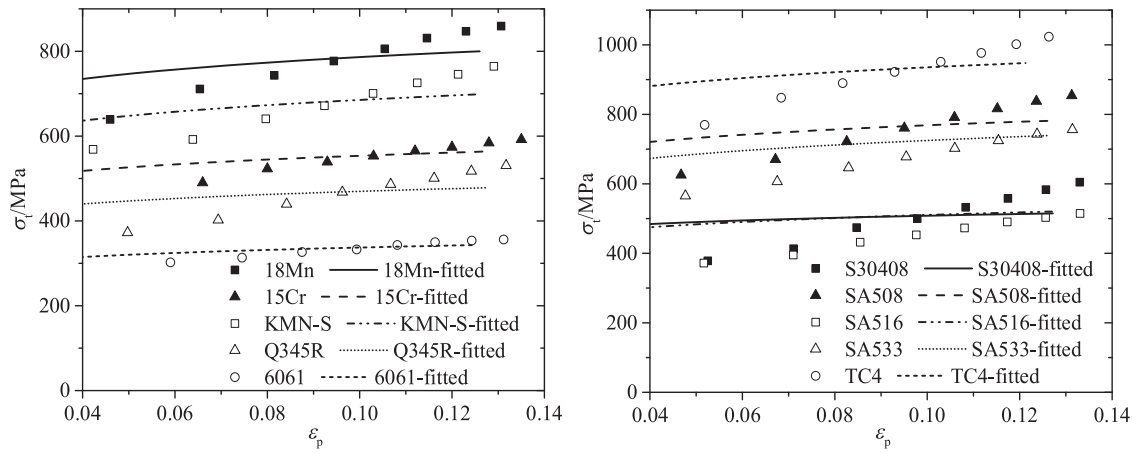 800
600
400
200
0
σt/MPa
18Mn 18Mn-fitted
15Cr 15Cr-fitted
KMN-S KMN-S-fitted
Q345R Q345R-fitted
6061 6061-fitted
0.04 0.06 0.08 0.10 0.12 0.14
εp
1000
800
600
400
200
0
σt/MPa
S30408 S30408-fitted
SA508 SA508-fitted
SA516 SA516-fitted
SA533 SA533-fitted
TC4 TC4-fitted
0.04 0.06 0.08 0.10 0.12 0.14
εp